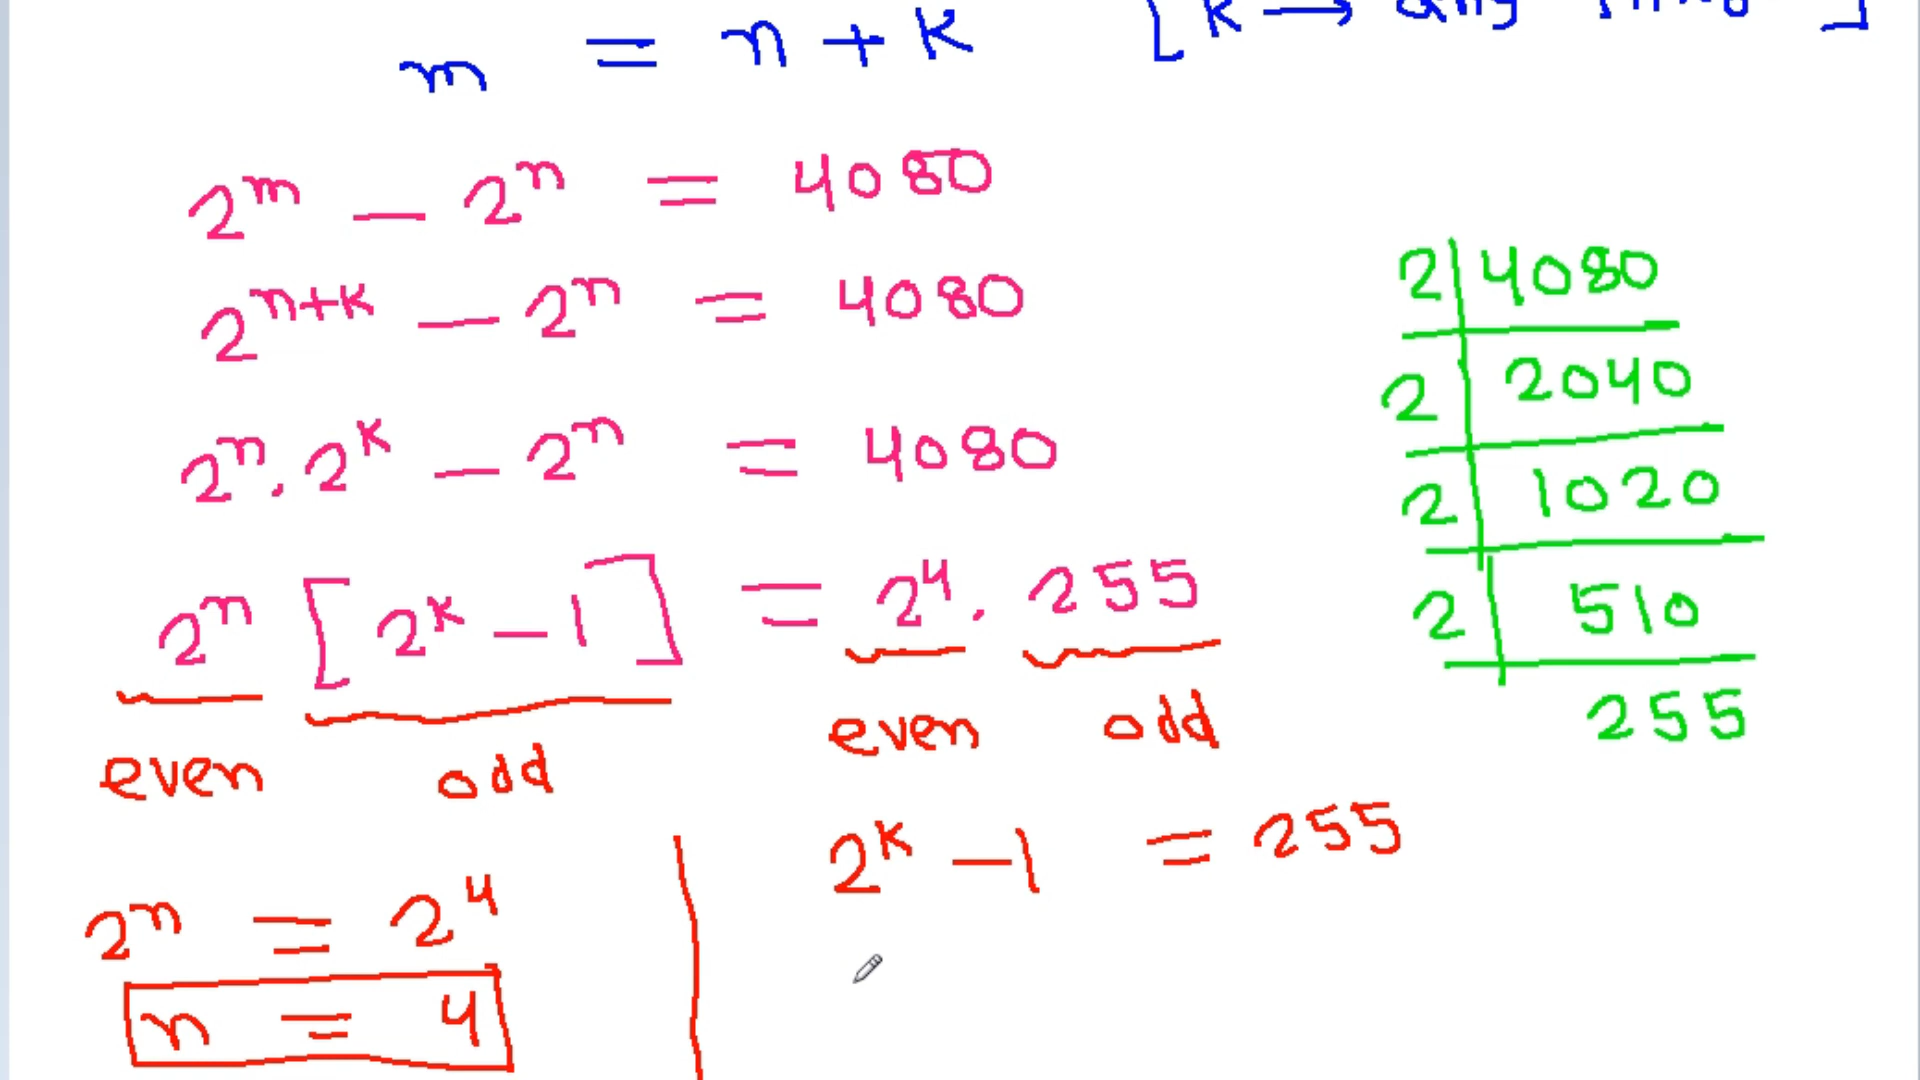 m = n + k [k → any
2^m - 2^n = 4080
2^(n+k) - 2^n = 4080
2^n . 2^k - 2^n = 4080
2^n [2^k - 1] = 2^4 . 255
even odd even odd
2^n = 2^4
n = 4
2^k - 1 = 255
2 | 4080
2 | 2040
2 | 1020
2 | 510
255